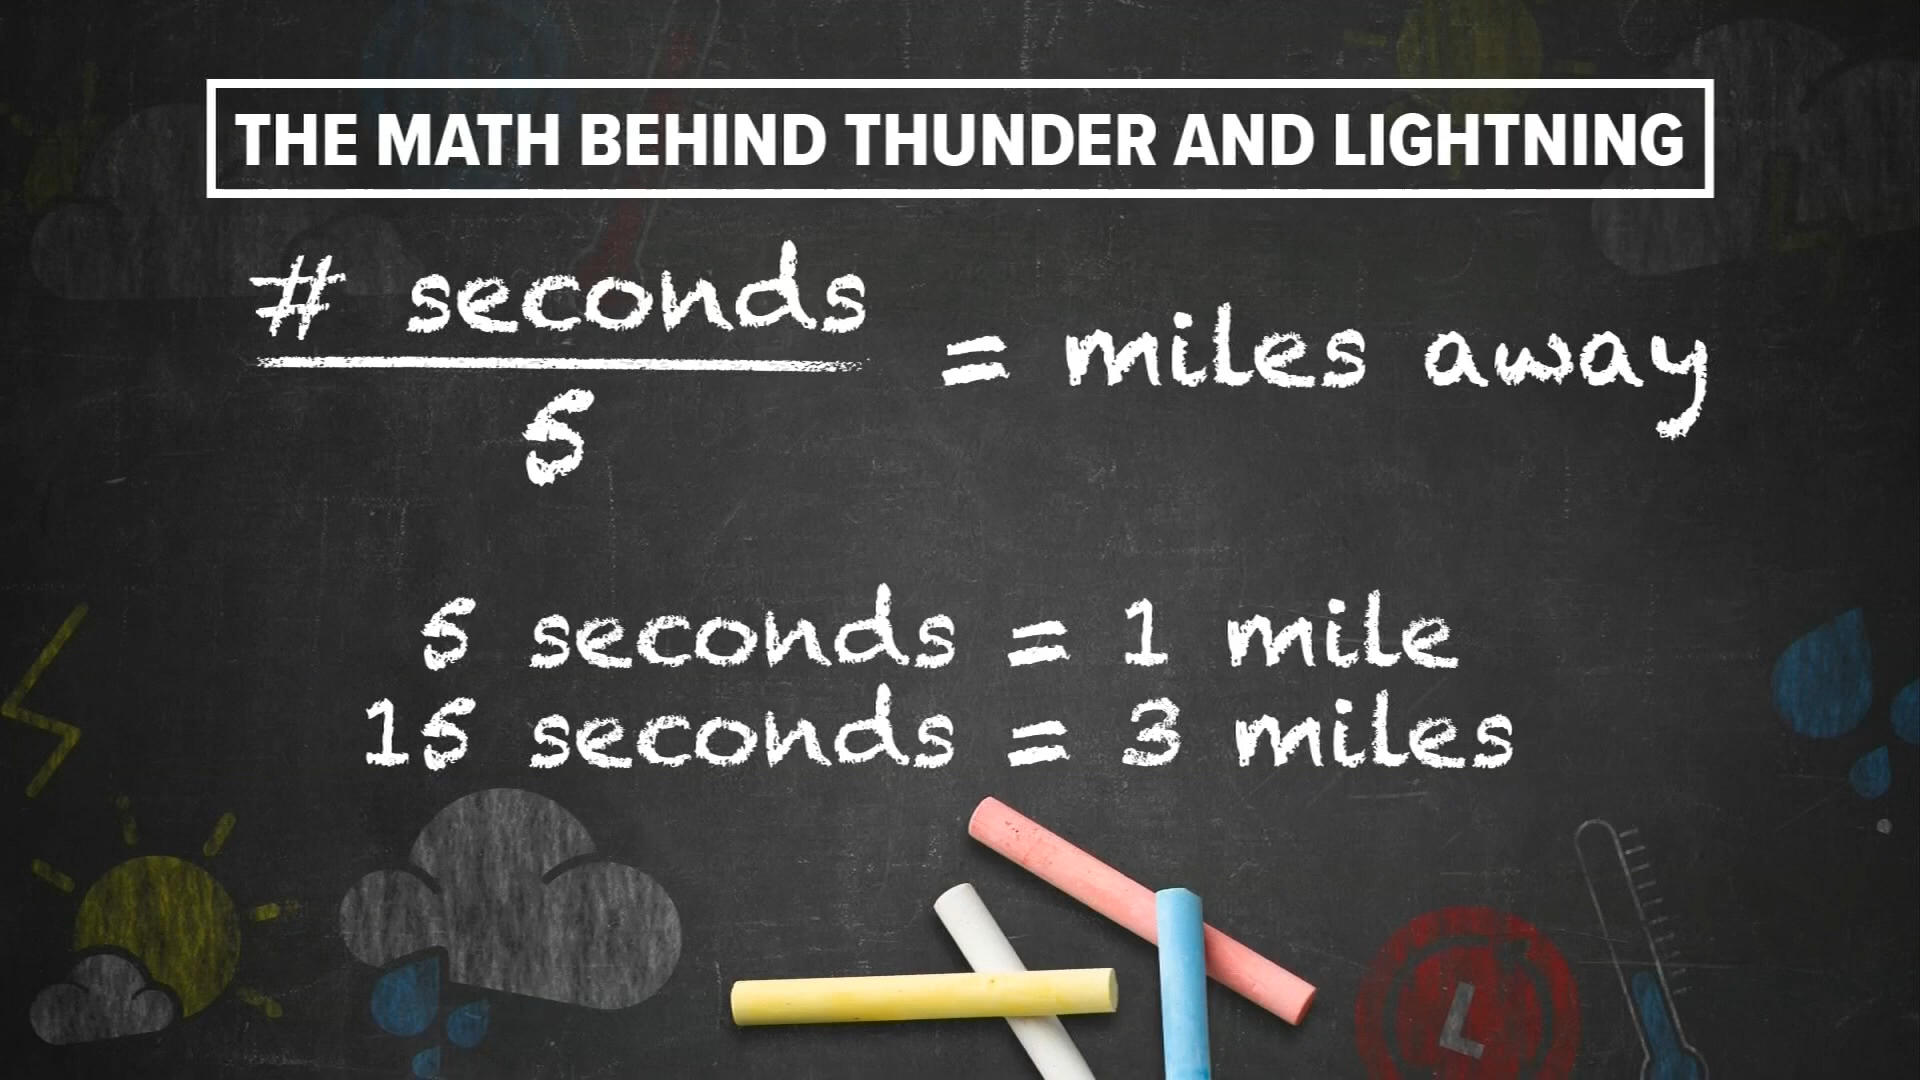 THE MATH BEHIND THUNDER AND LIGHTNING
# seconds
5
= miles away
5 seconds = 1 mile
15 seconds = 3 miles
L